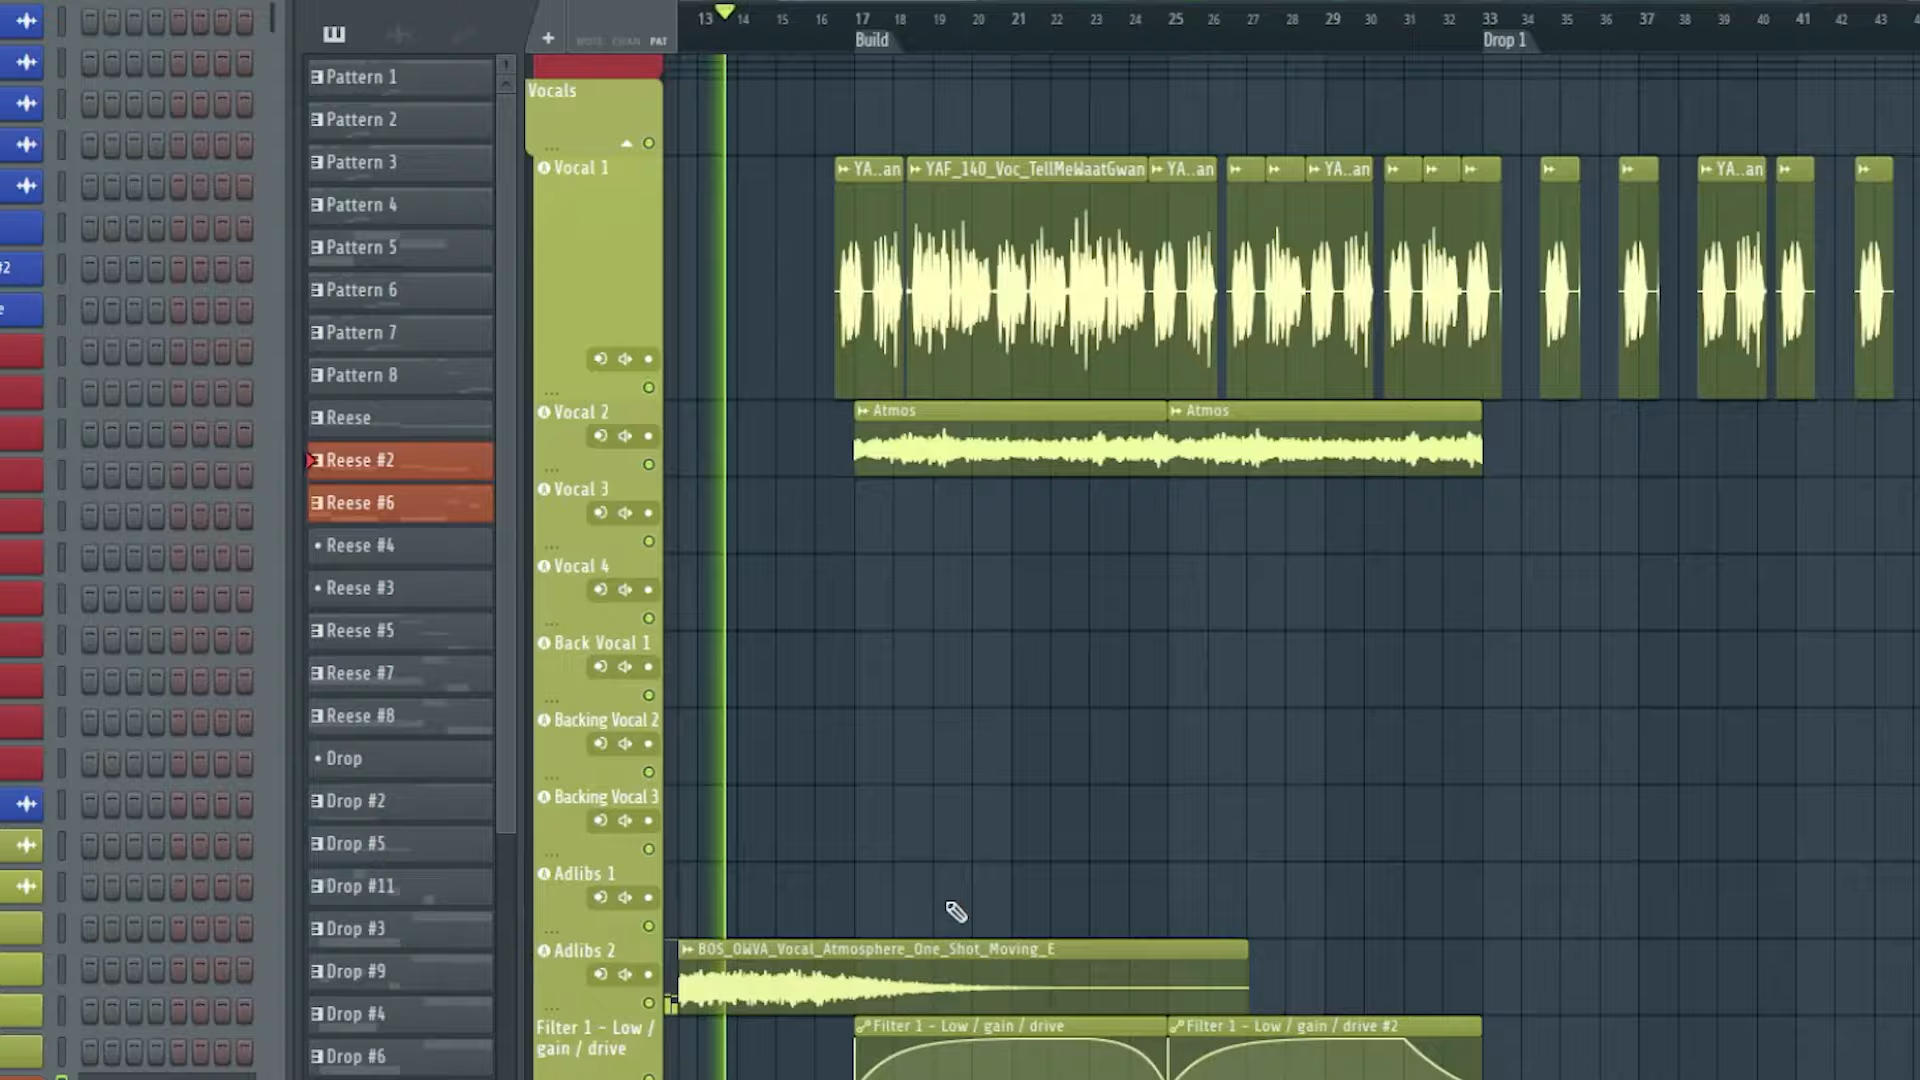 13 14 15 16 17 18 19 20 21 22 23 24 25 26 27 28 29 30 31 32 33 34 35 36 37 38 39 40 41 42 43
Build
Drop 1
NOTE CHAN PAT
#2
e
Pattern 1
Pattern 2
Pattern 3
Pattern 4
Pattern 5
Pattern 6
Pattern 7
Pattern 8
Reese
Reese #2
Reese #6
Reese #4
Reese #3
Reese #5
Reese #7
Reese #8
Drop
Drop #2
Drop #5
Drop #11
Drop #3
Drop #9
Drop #4
Drop #6
Vocals
Vocal 1
YA..an
YAF_140_Voc_TellMeWaatGwan
YA..an
YA..an
YA..an
Vocal 2
Atmos
Atmos
Vocal 3
Vocal 4
Back Vocal 1
Backing Vocal 2
Backing Vocal 3
Adlibs 1
Adlibs 2
BOS_OWVA_Vocal_Atmosphere_One_Shot_Moving_E
Filter 1 - Low /
gain / drive
Filter 1 - Low / gain / drive
Filter 1 - Low / gain / drive #2